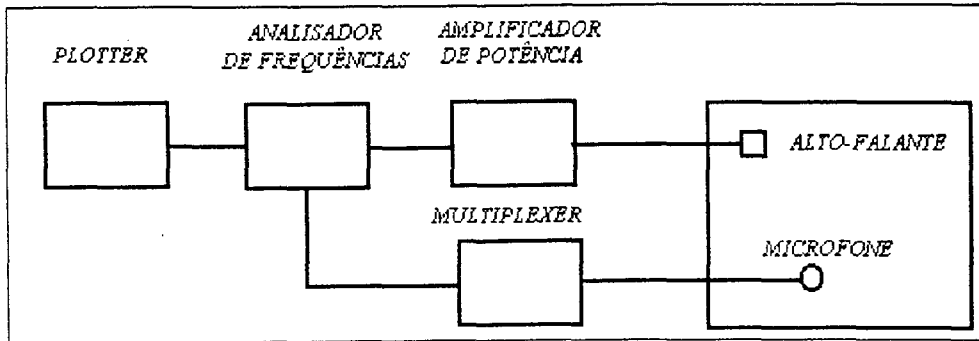 PLOTTER
ANALISADOR
DE FREQUÊNCIAS
AMPLIFICADOR
DE POTÊNCIA
ALTO-FALANTE
MULTIPLEXER
MICROFONE